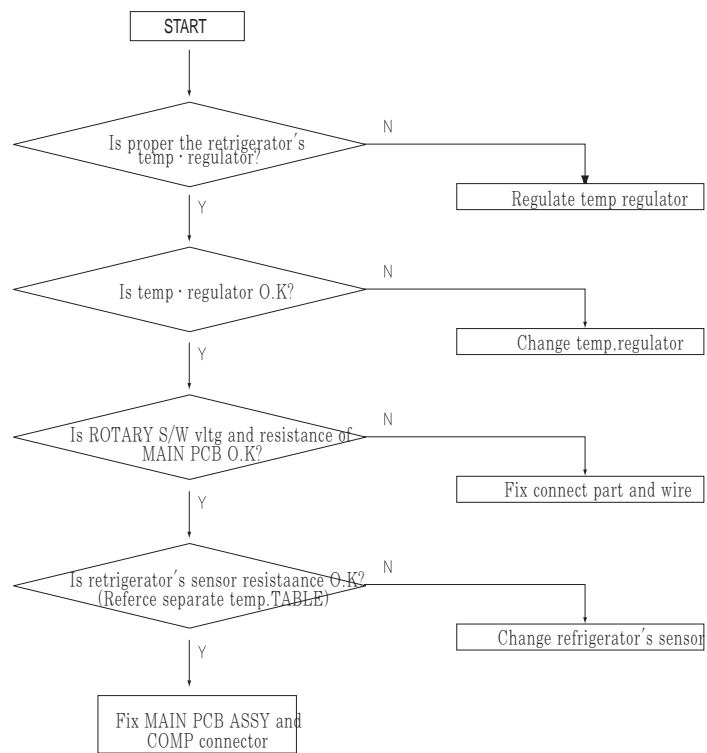 START
Is proper the retrigerator's
temp · regulator?
N
Regulate temp regulator
Y
Is temp · regulator O.K?
N
Change temp,regulator
Y
Is ROTARY S/W vltg and resistance of
MAIN PCB O.K?
N
Fix connect part and wire
Y
Is retrigerator's sensor resistaance O.K?
(Referce separate temp.TABLE)
N
Change refrigerator's sensor
Y
Fix MAIN PCB ASSY and
COMP connector